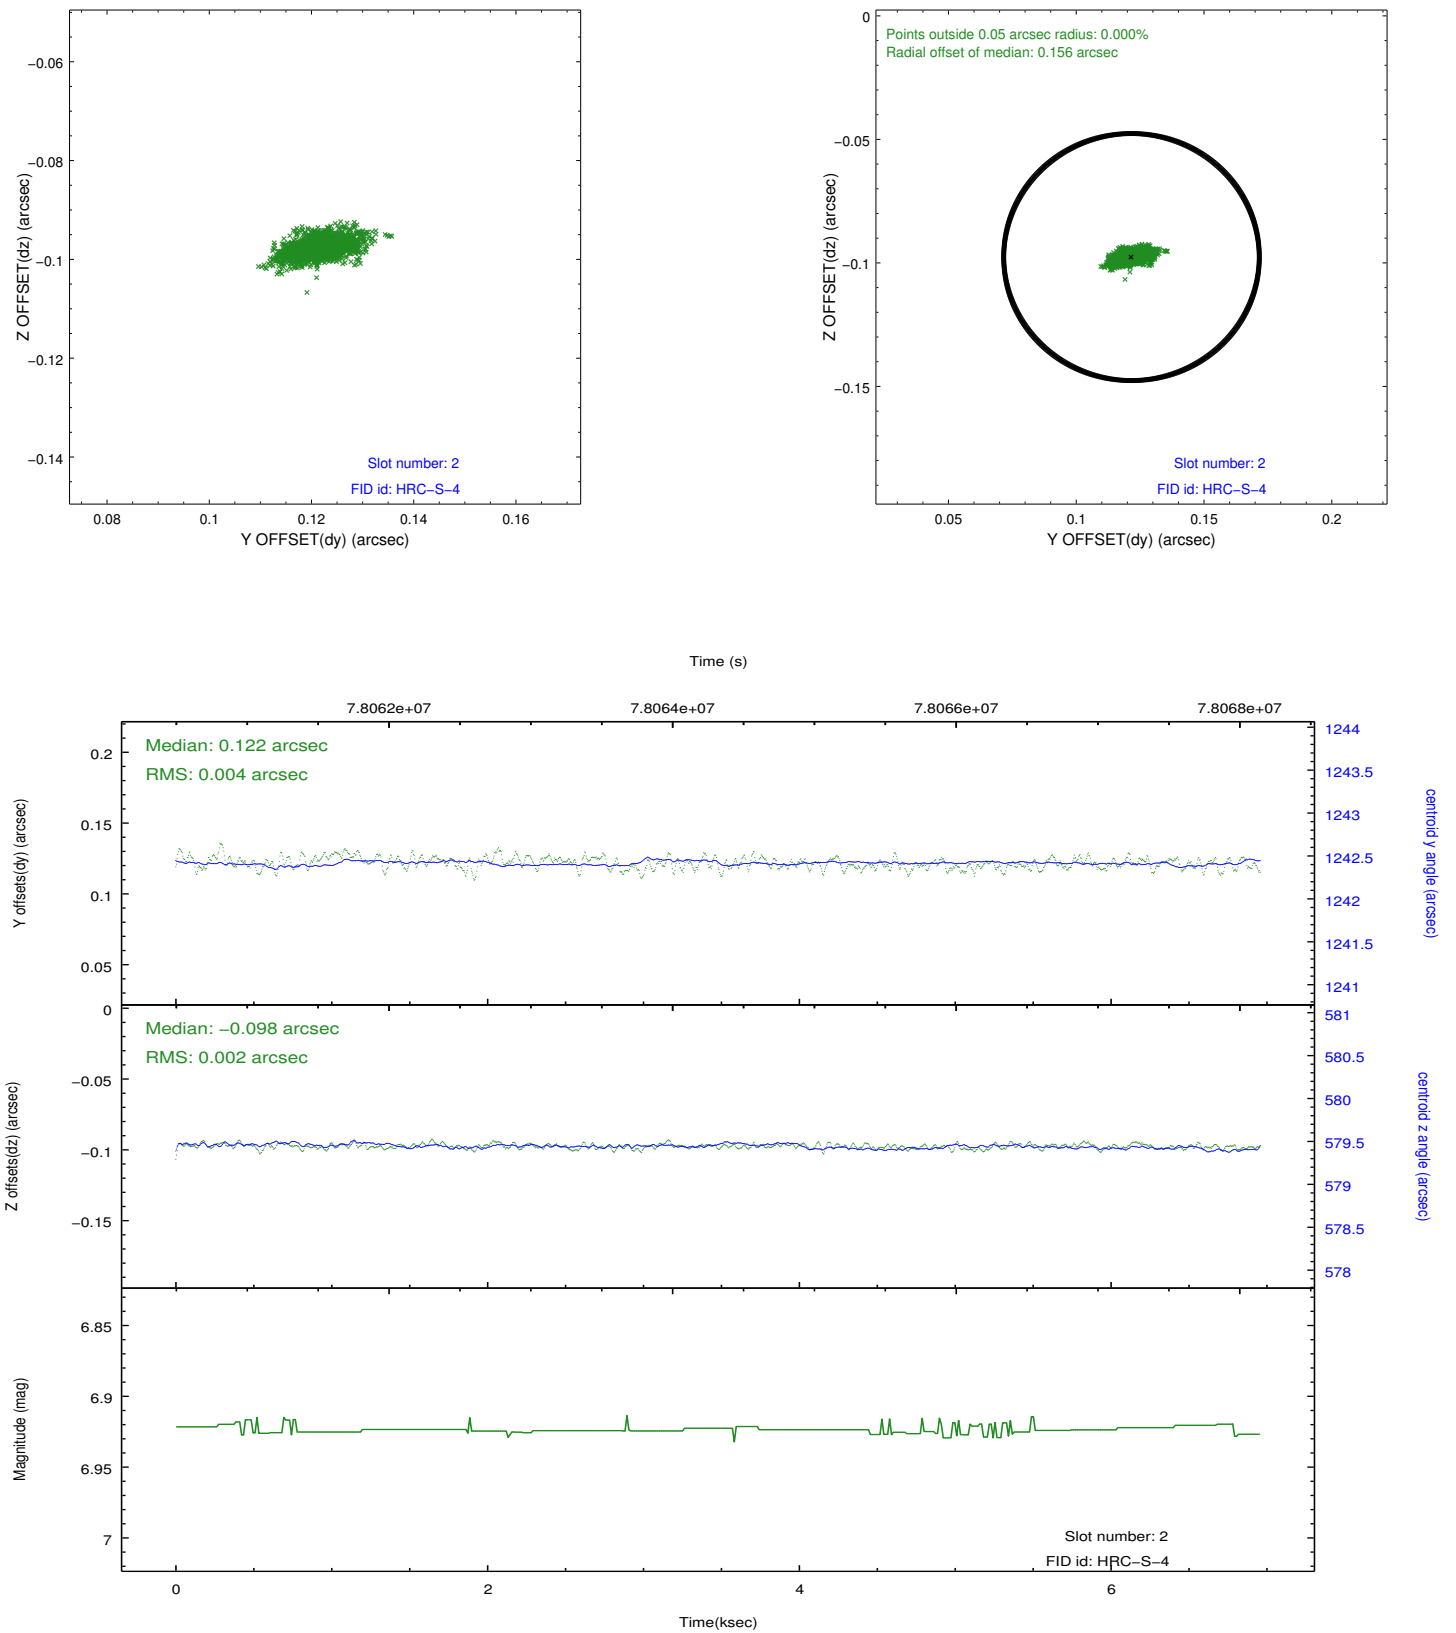 −0.06
−0.08
−0.1
−0.12
−0.14
Z OFFSET(dz) (arcsec)
Slot number: 2
FID id: HRC−S−4
0.08
0.1
0.12
0.14
0.16
Y OFFSET(dy) (arcsec)
Points outside 0.05 arcsec radius: 0.000%
Radial offset of median: 0.156 arcsec
0
−0.05
−0.1
−0.15
Z OFFSET(dz) (arcsec)
Slot number: 2
FID id: HRC−S−4
0.05
0.1
0.15
0.2
Y OFFSET(dy) (arcsec)
Time (s)
7.8062e+07
7.8064e+07
7.8066e+07
7.8068e+07
Median: 0.122 arcsec
RMS: 0.004 arcsec
0.2
0.15
0.1
0.05
Y offsets(dy) (arcsec)
1244
1243.5
1243
1242.5
1242
1241.5
1241
centroid y angle (arcsec)
Median: −0.098 arcsec
RMS: 0.002 arcsec
0
−0.05
−0.1
−0.15
Z offsets(dz) (arcsec)
581
580.5
580
579.5
579
578.5
578
centroid z angle (arcsec)
6.85
6.9
6.95
7
Magnitude (mag)
Slot number: 2
FID id: HRC−S−4
0
2
4
6
Time(ksec)